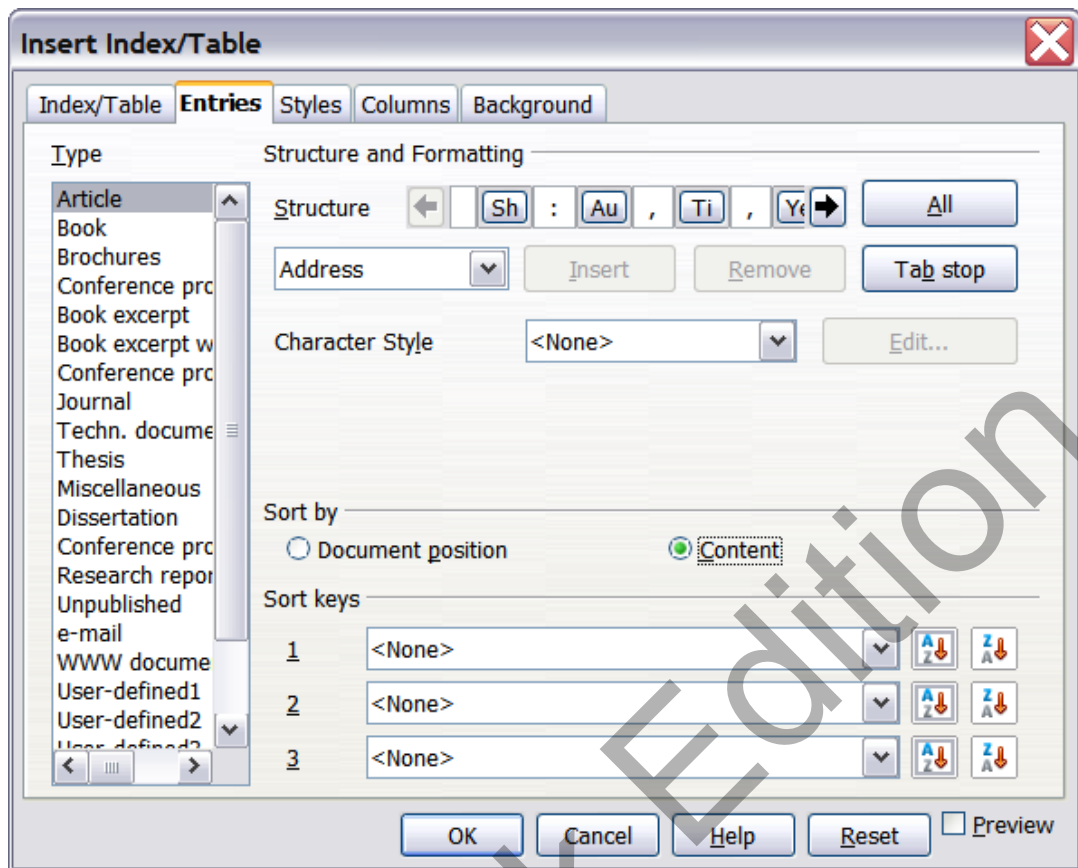 Insert Index/Table
Index/Table Entries Styles Columns Background
Type
Article
Book
Brochures
Conference pro
Book excerpt
Book excerpt w
Conference pro
Journal
Techn. docume
Thesis
Miscellaneous
Dissertation
Conference pro
Research repor
Unpublished
e-mail
WWW docume
User-defined1
User-defined2
User-defined3
Structure and Formatting
Structure Sh : Au , Ti , Ye All
Address Insert Remove Tab stop
Character Style <None> Edit...
Sort by
Document position Content
Sort keys
1 <None> A Z Z A
2 <None> A Z Z A
3 <None> A Z Z A
OK Cancel Help Reset Preview
Edition